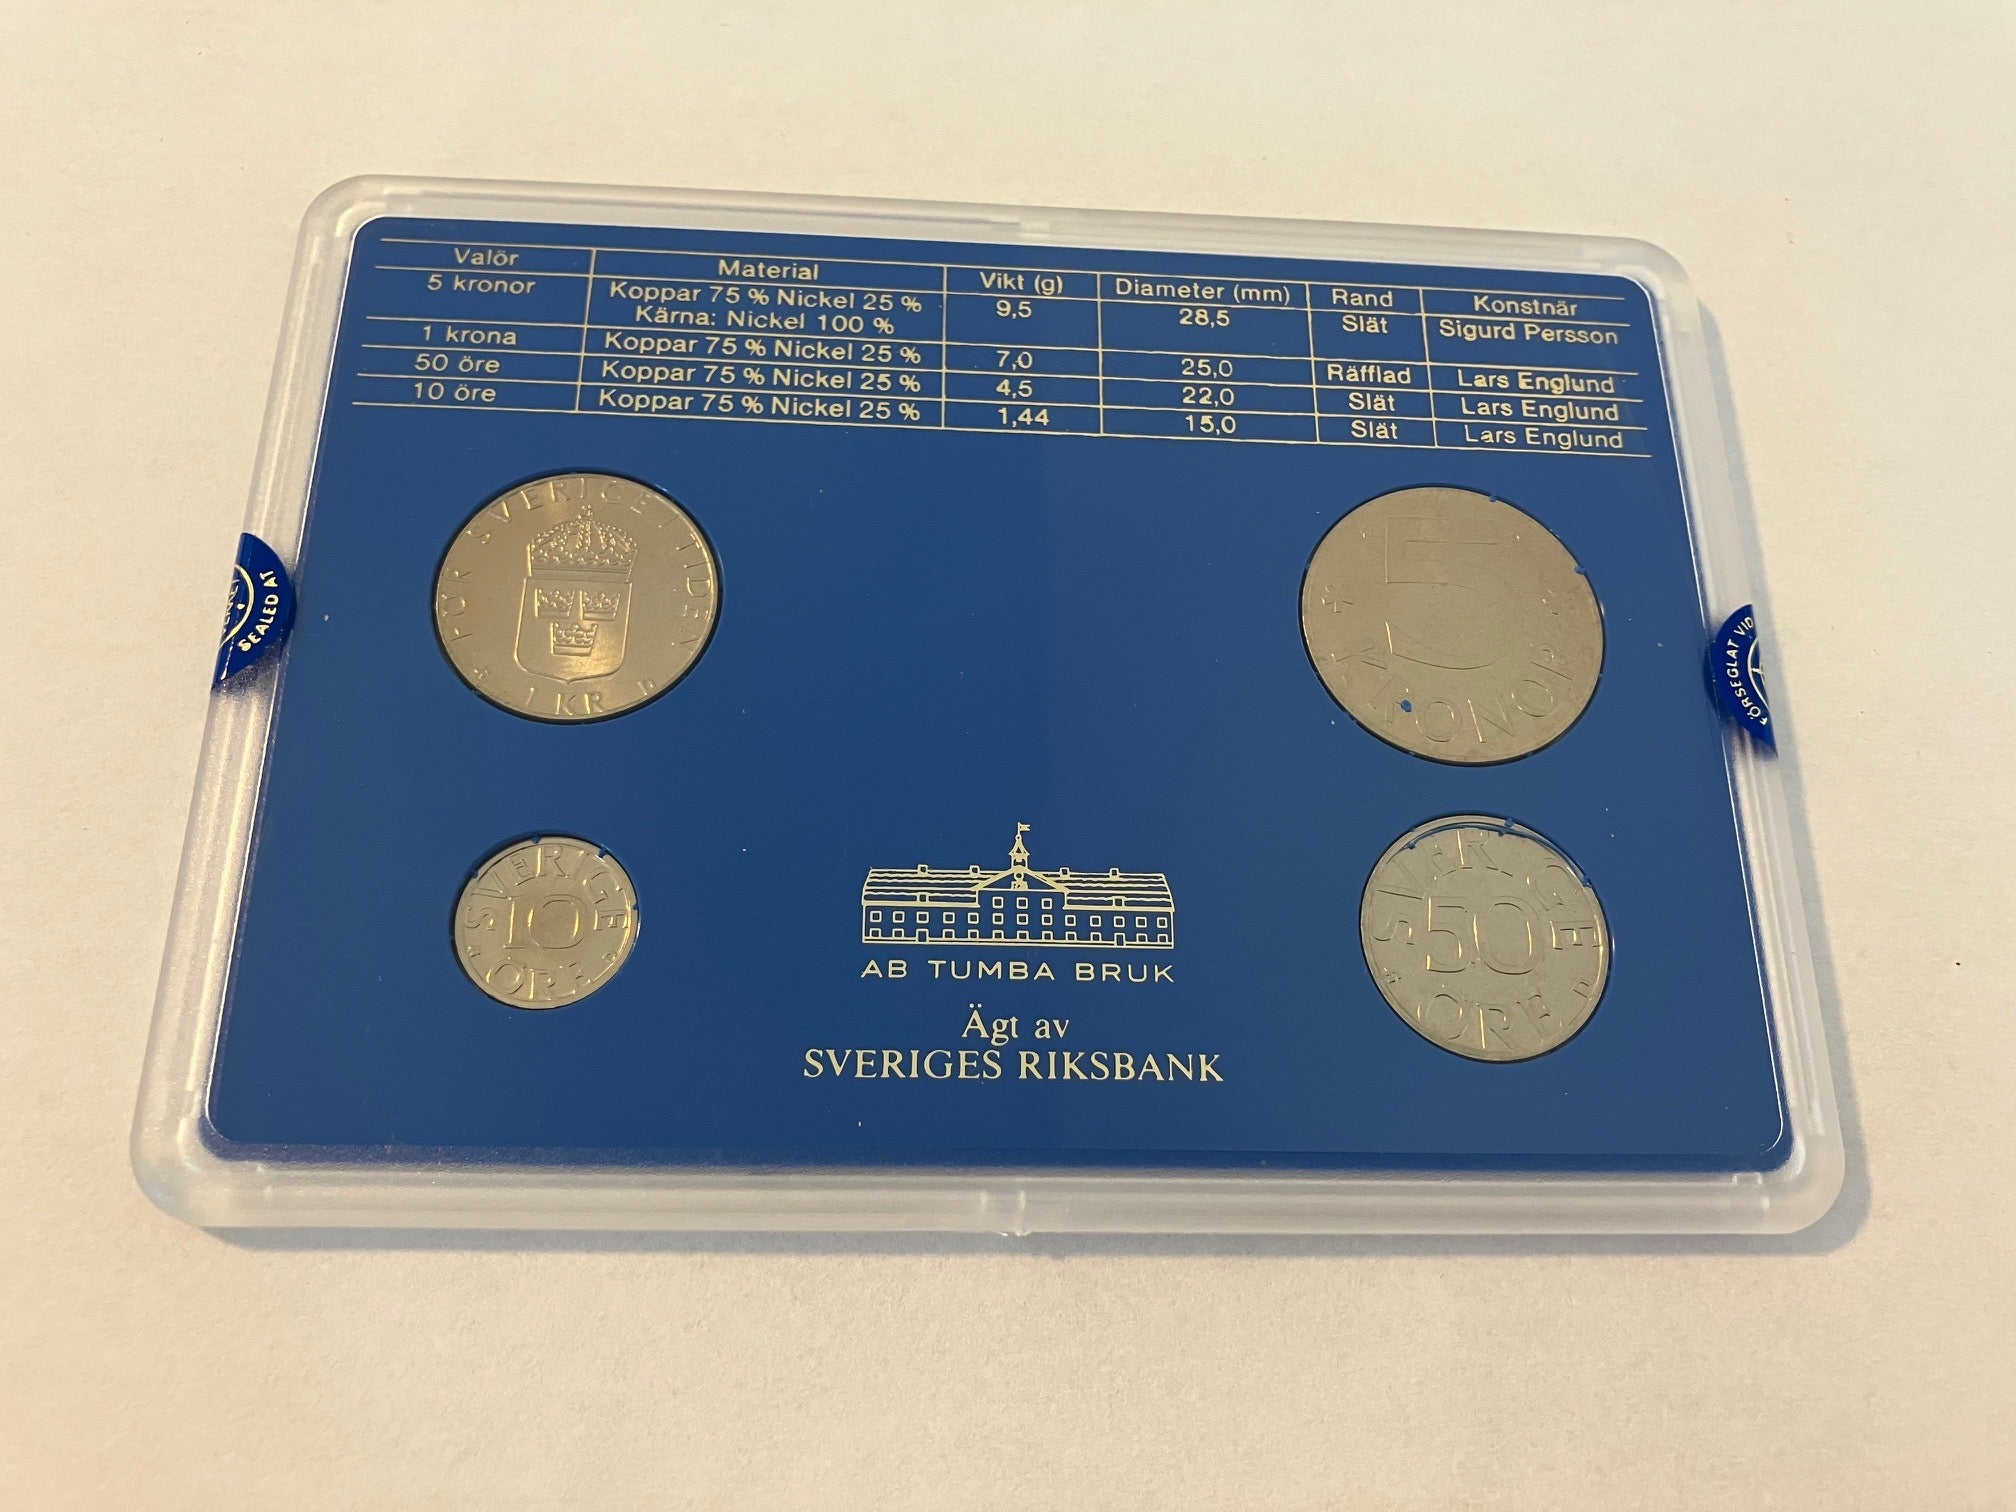 Valör Material Vikt (g) Diameter (mm) Rand Konstnär
5 kronor Koppar 75 % Nickel 25 % 9,5 28,5 Slät Sigurd Persson
Kärna: Nickel 100 %
1 krona Koppar 75 % Nickel 25 % 7,0 25,0 Räfflad Lars Englund
50 öre Koppar 75 % Nickel 25 % 4,5 22,0 Slät Lars Englund
10 öre Koppar 75 % Nickel 25 % 1,44 15,0 Slät Lars Englund
FÖR SVERIGE I TIDEN
1 KR
5
KRONOR
SEALED AT
FÖRSEGLAT VID
SVERIGE
10
ÖRE
SVERIGE
50
ÖRE
AB TUMBA BRUK
Ägt av
SVERIGES RIKSBANK